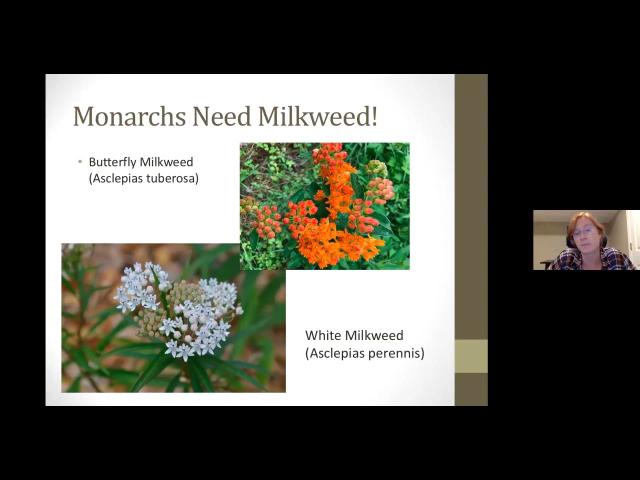 Monarchs Need Milkweed!
• Butterfly Milkweed
(Asclepias tuberosa)
White Milkweed
(Asclepias perennis)